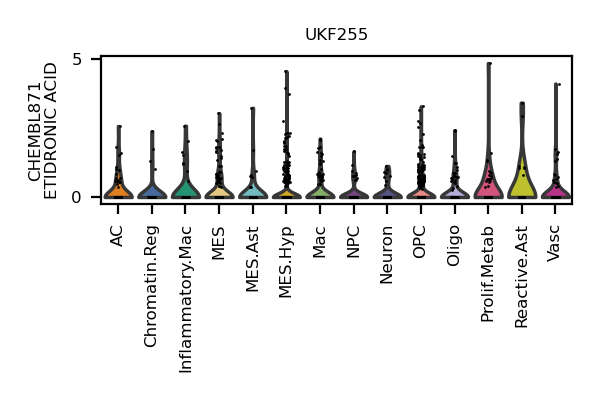 UKF255
CHEMBL871
ETIDRONIC ACID
5
0
AC
Chromatin.Reg
Inflammatory.Mac
MES
MES.Ast
MES.Hyp
Mac
NPC
Neuron
OPC
Oligo
Prolif.Metab
Reactive.Ast
Vasc